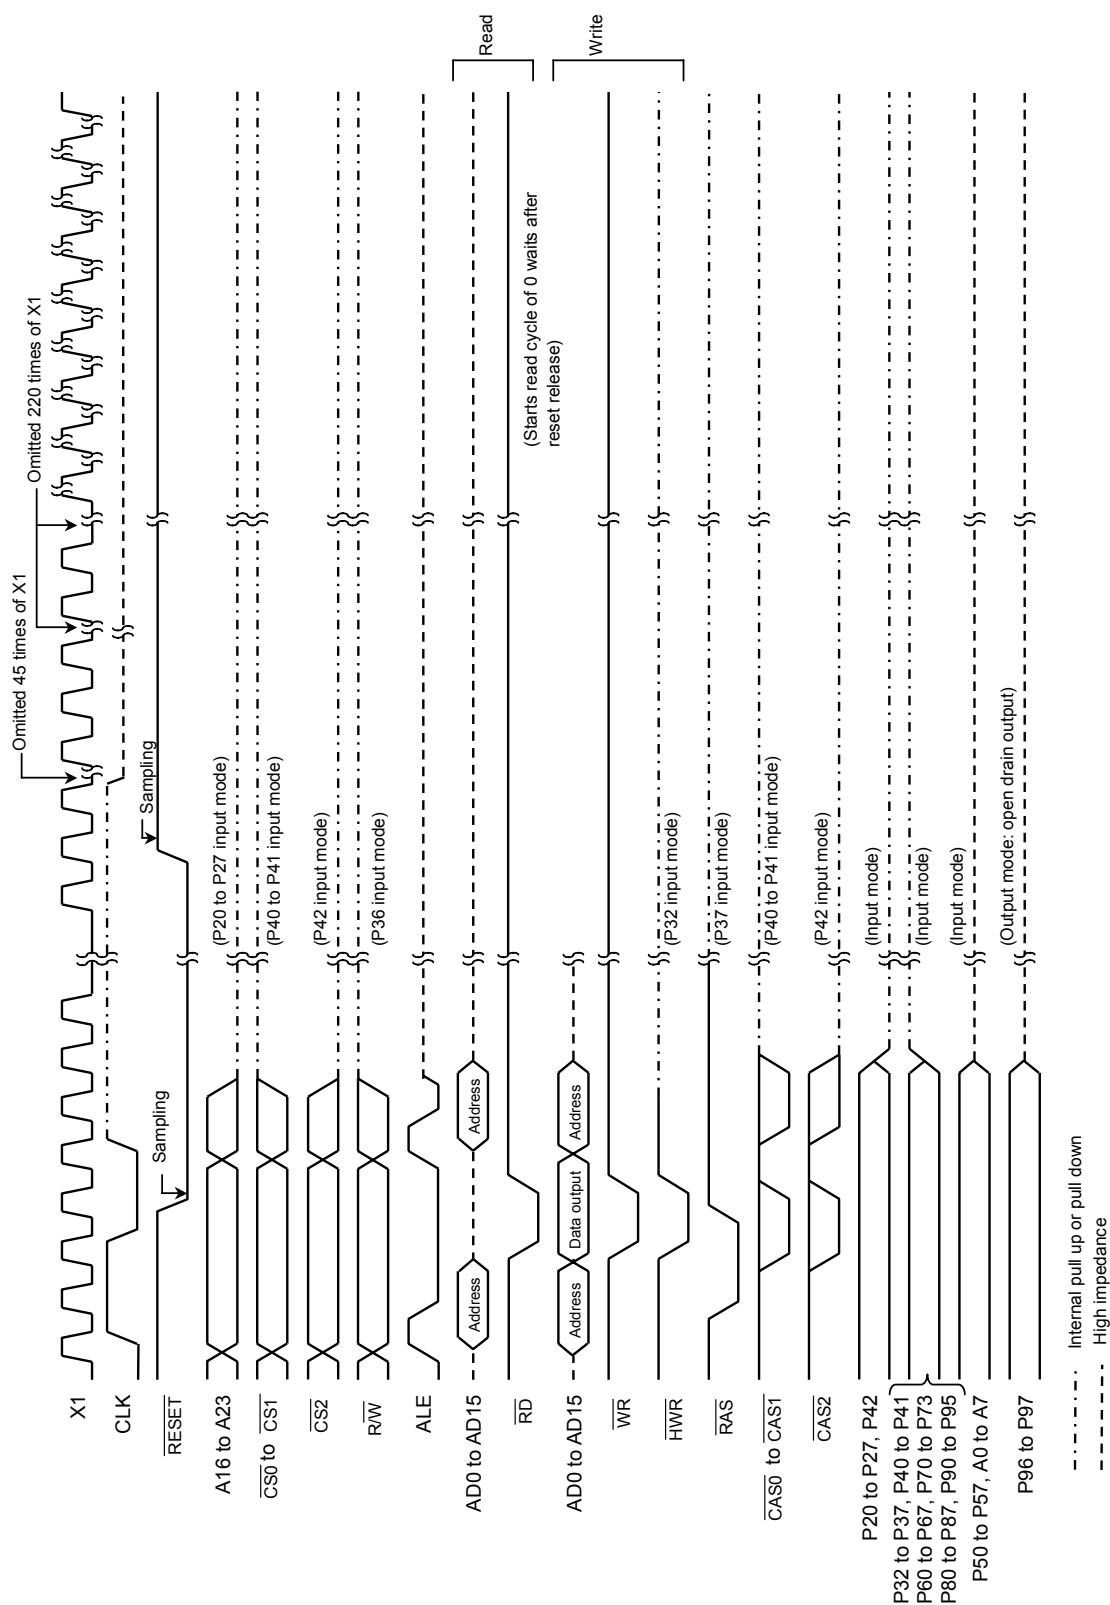 Omitted 45 times of X1
Omitted 220 times of X1
X1
CLK
RESET
Sampling
Sampling
A16 to A23
(P20 to P27 input mode)
CS0 to CS1
(P40 to P41 input mode)
CS2
(P42 input mode)
R/W
(P36 input mode)
ALE
AD0 to AD15
Address
Address
Read
RD
(Starts read cycle of 0 waits after
reset release)
AD0 to AD15
Address
Data output
Address
Write
WR
HWR
(P32 input mode)
RAS
(P37 input mode)
CAS0 to CAS1
(P40 to P41 input mode)
CAS2
(P42 input mode)
P20 to P27, P42
(Input mode)
P32 to P37, P40 to P41
P60 to P67, P70 to P73
P80 to P87, P90 to P95
(Input mode)
P50 to P57, A0 to A7
(Input mode)
P96 to P97
(Output mode: open drain output)
Internal pull up or pull down
High impedance